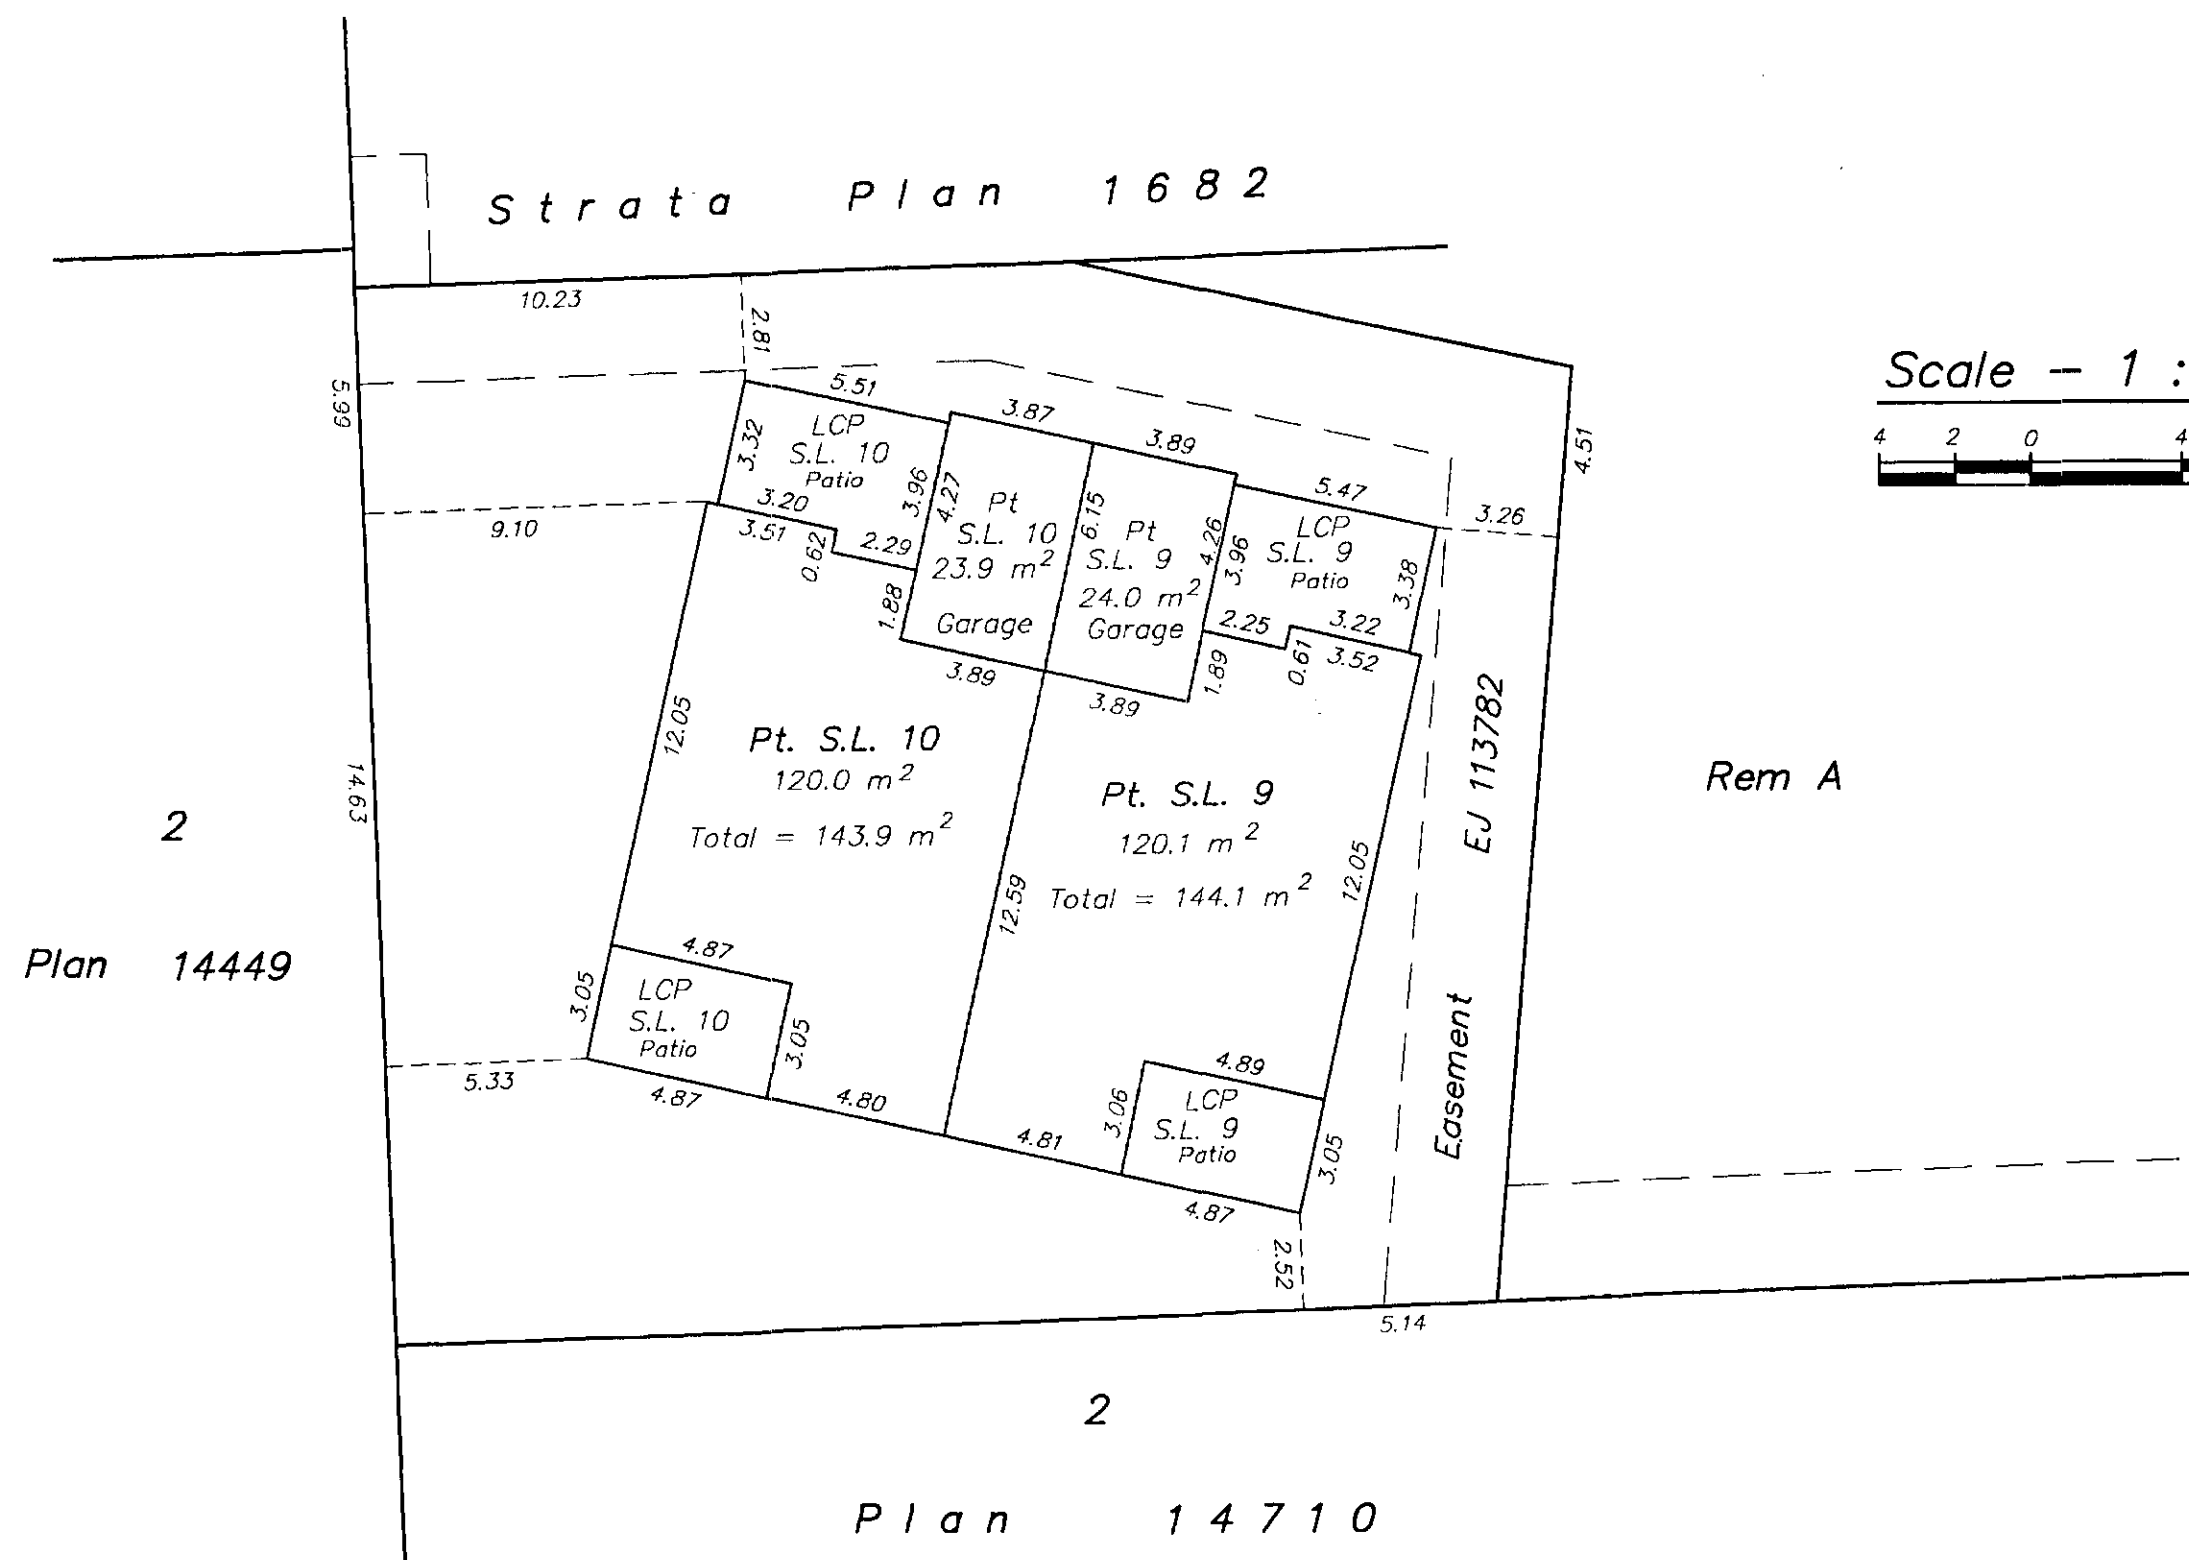 Strata Plan 1682
10.23
2.81
5.99
Scale - 1 :
4 2 0 4
5.51
3.87
3.89
4.51
LCP
S.L. 10
Patio
3.32
3.96
4.27
3.20
3.51
0.62
2.29
1.88
Pt
S.L. 10
23.9 m²
Garage
6.15
Pt
S.L. 9
24.0 m²
Garage
4.26
3.96
5.47
3.26
LCP
S.L. 9
Patio
3.38
2.25
3.22
0.61
3.52
1.89
9.10
3.89
3.89
12.05
Pt. S.L. 10
120.0 m²
Total = 143.9 m²
Pt. S.L. 9
120.1 m²
Total = 144.1 m²
12.59
12.05
14.63
EJ 113782
Easement
Rem A
2
Plan 14449
4.87
3.05
LCP
S.L. 10
Patio
3.05
5.33
4.87
4.80
4.81
4.89
3.06
LCP
S.L. 9
Patio
3.05
4.87
2.52
5.14
2
Plan 14710